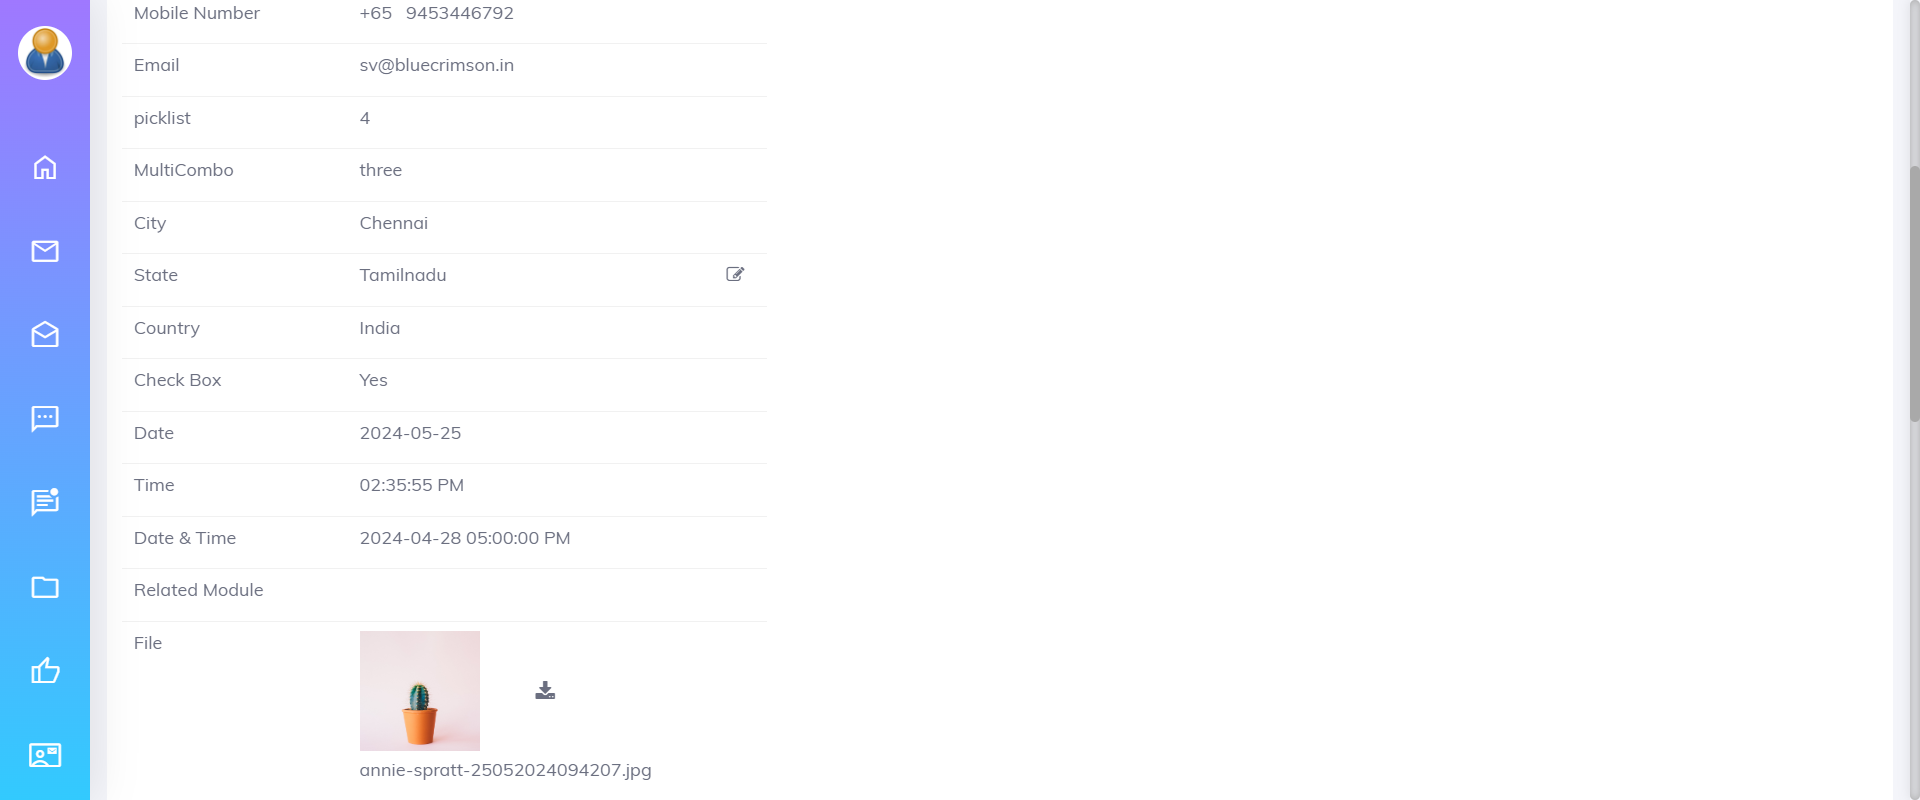 Mobile Number +65 9453446792
Email sv@bluecrimson.in
picklist 4
MultiCombo three
City Chennai
State Tamilnadu
Country India
Check Box Yes
Date 2024-05-25
Time 02:35:55 PM
Date & Time 2024-04-28 05:00:00 PM
Related Module
File
annie-spratt-25052024094207.jpg